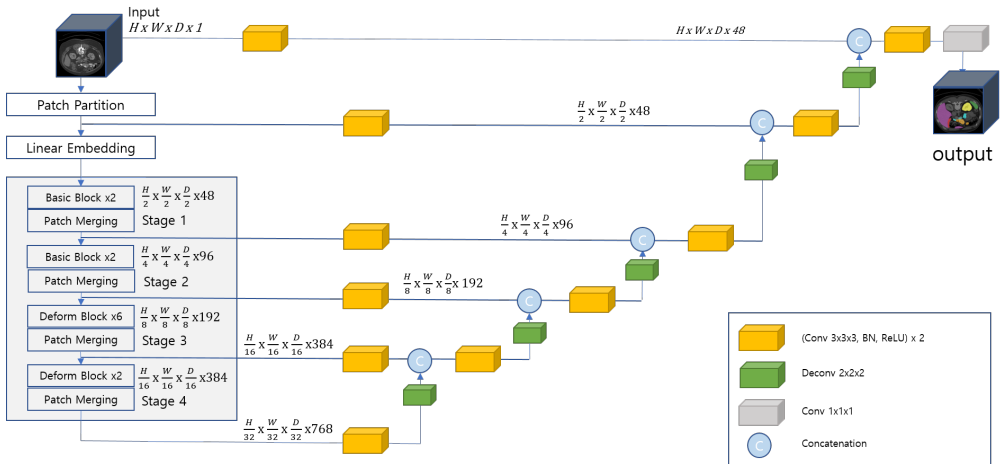 Input
H x W x D x 1
H x W x D x 48
C
Patch Partition
H/2 x W/2 x D/2 x48
C
Linear Embedding
output
Basic Block x2
H/2 x W/2 x D/2 x48
Patch Merging
Stage 1
H/4 x W/4 x D/4 x96
C
Basic Block x2
H/4 x W/4 x D/4 x96
Patch Merging
Stage 2
H/8 x W/8 x D/8 x 192
C
Deform Block x6
H/8 x W/8 x D/8 x192
Patch Merging
Stage 3
H/16 x W/16 x D/16 x384
C
Deform Block x2
H/16 x W/16 x D/16 x384
Patch Merging
Stage 4
H/32 x W/32 x D/32 x768
(Conv 3x3x3, BN, ReLU) x 2
Deconv 2x2x2
Conv 1x1x1
C
Concatenation